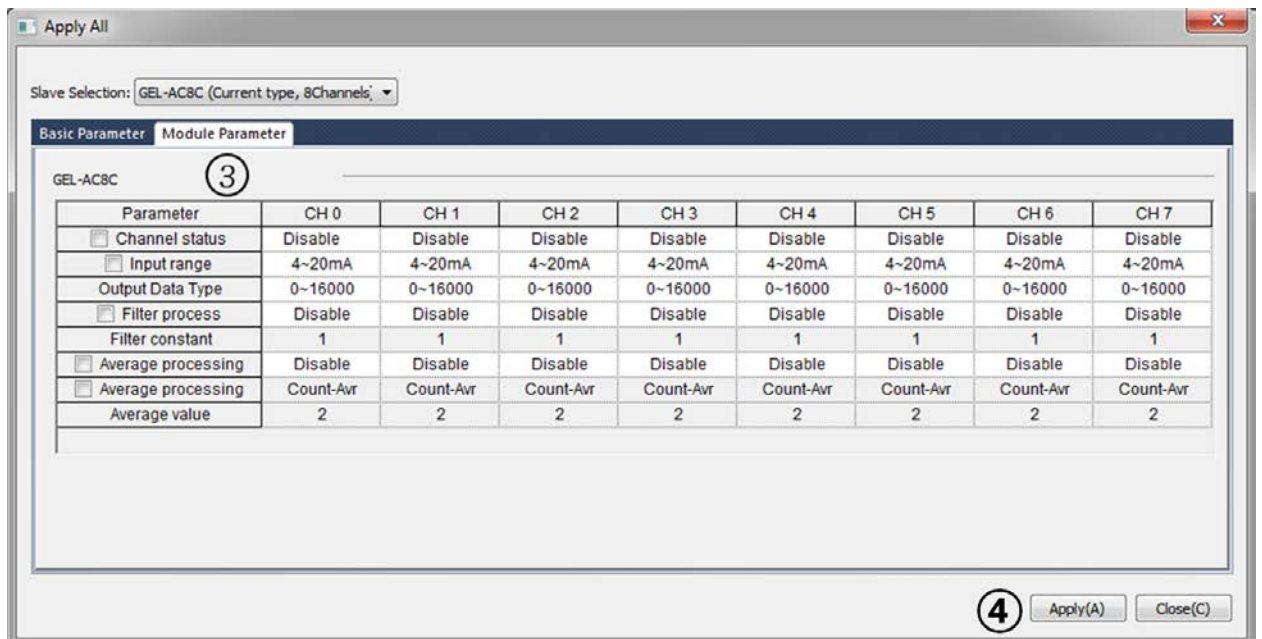 Apply All
Slave Selection: GEL-AC8C (Current type, 8Channels)
Basic Parameter Module Parameter
GEL-AC8C ③
Parameter CH 0 CH 1 CH 2 CH 3 CH 4 CH 5 CH 6 CH 7
Channel status Disable Disable Disable Disable Disable Disable Disable Disable
Input range 4~20mA 4~20mA 4~20mA 4~20mA 4~20mA 4~20mA 4~20mA 4~20mA
Output Data Type 0~16000 0~16000 0~16000 0~16000 0~16000 0~16000 0~16000 0~16000
Filter process Disable Disable Disable Disable Disable Disable Disable Disable
Filter constant 1 1 1 1 1 1 1 1
Average processing Disable Disable Disable Disable Disable Disable Disable Disable
Average processing Count-Avr Count-Avr Count-Avr Count-Avr Count-Avr Count-Avr Count-Avr Count-Avr
Average value 2 2 2 2 2 2 2 2
④ Apply(A) Close(C)